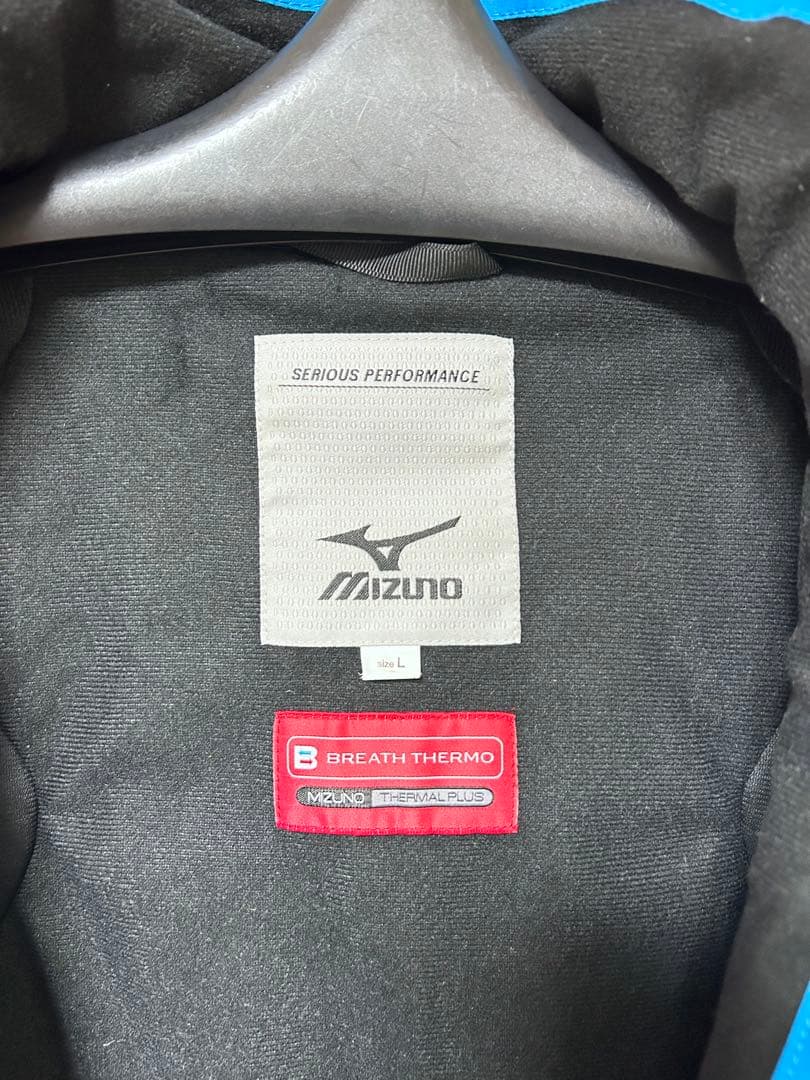 SERIOUS PERFORMANCE
MIZUNO
size L
B BREATH THERMO
MIZUNO THERMAL PLUS